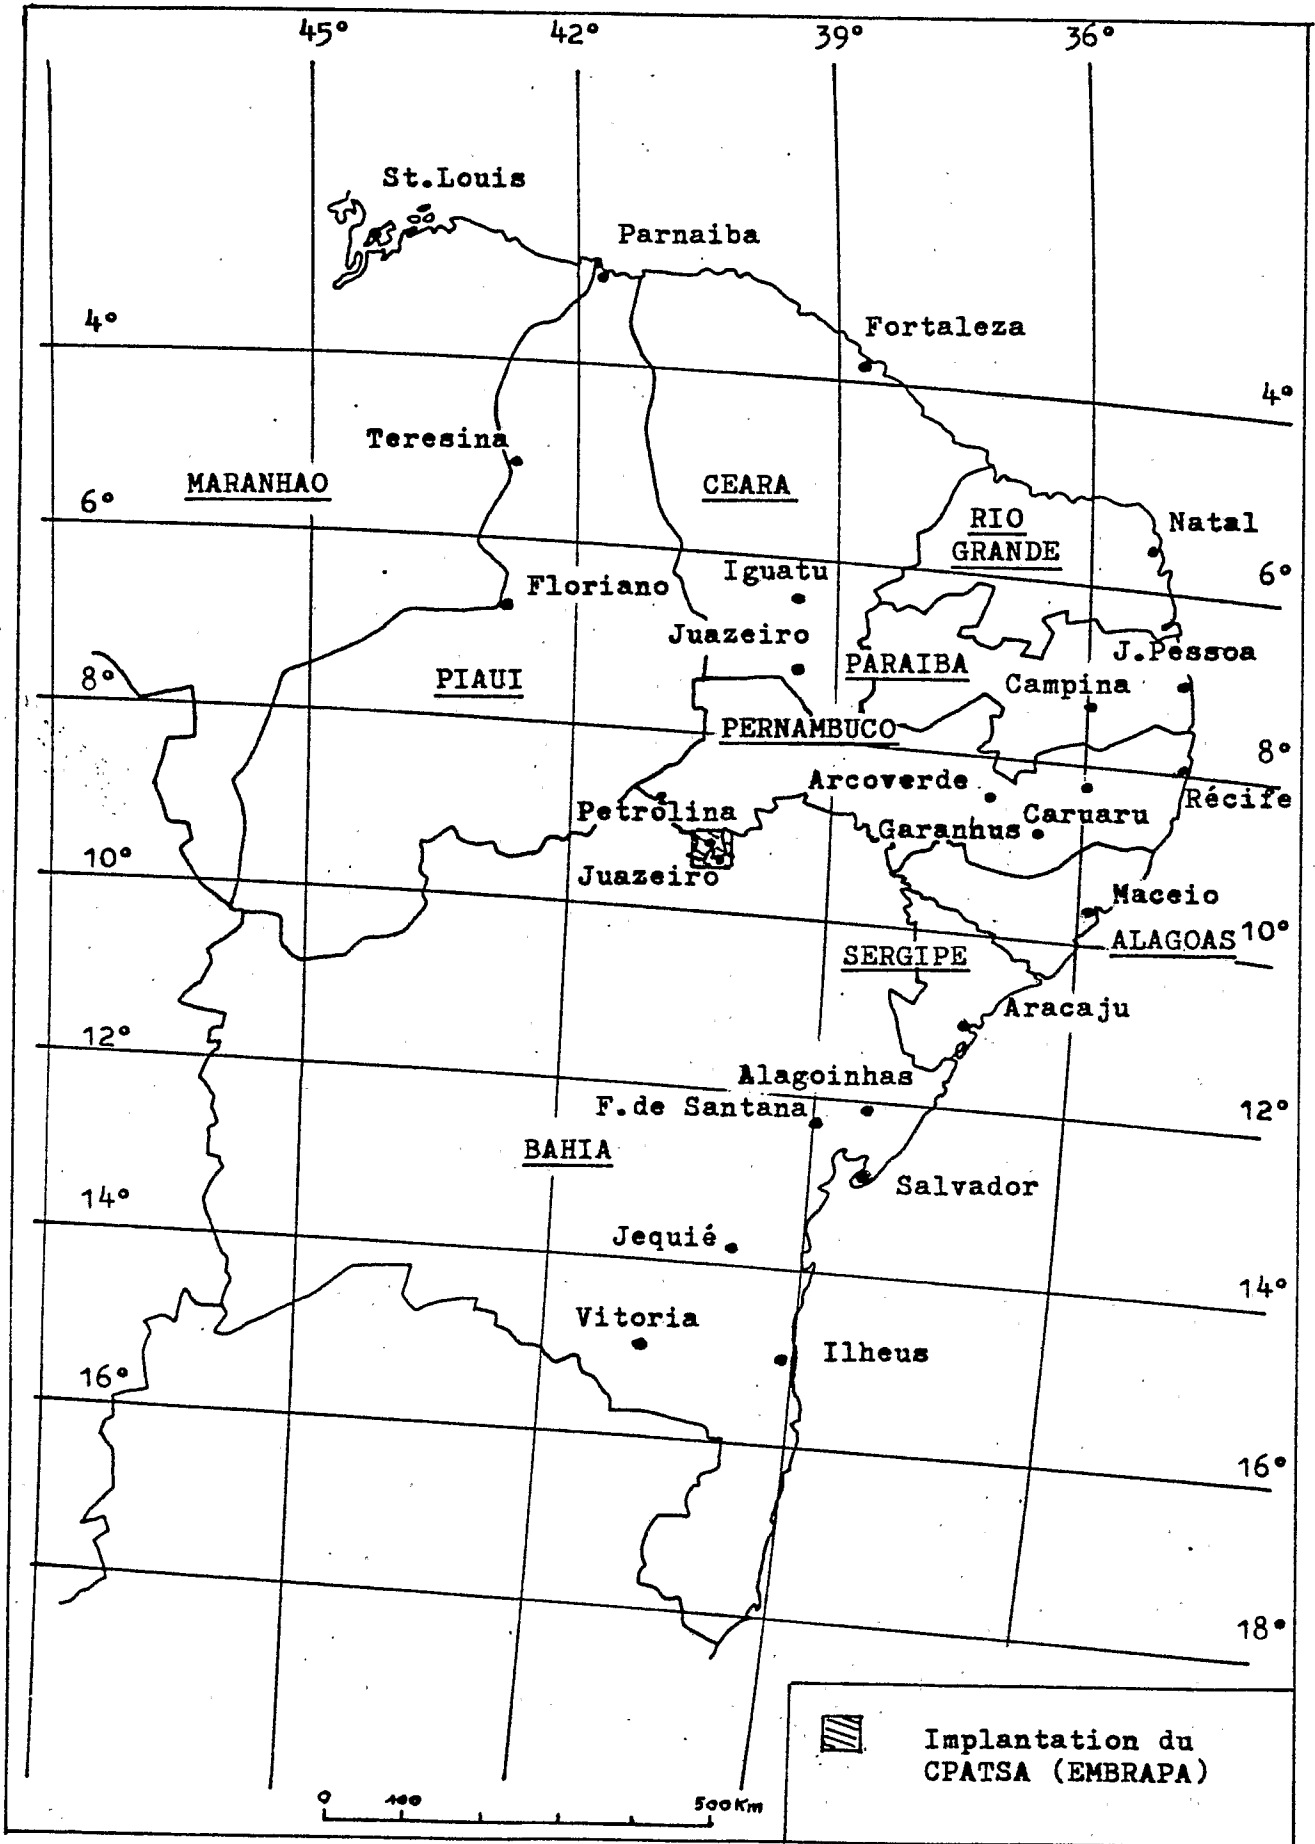 45°
42°
39°
36°
St.Louis
Parnaiba
4°
Fortaleza
4°
Teresina
MARANHAO
CEARA
6°
RIO
GRANDE
Natal
Iguatu
6°
Floriano
Juazeiro
J.Pessoa
PARAIBA
8°
PIAUI
Campina
PERNAMBUCO
8°
Arcoverde
Récife
Petrolina
Caruaru
Garanhus
10°
Juazeiro
Maceio
ALAGOAS
10°
SERGIPE
Aracaju
12°
Alagoinhas
F.de Santana
12°
BAHIA
Salvador
14°
Jequié
14°
Vitoria
Ilheus
16°
16°
18°
Implantation du
CPATSA (EMBRAPA)
0
100
500Km